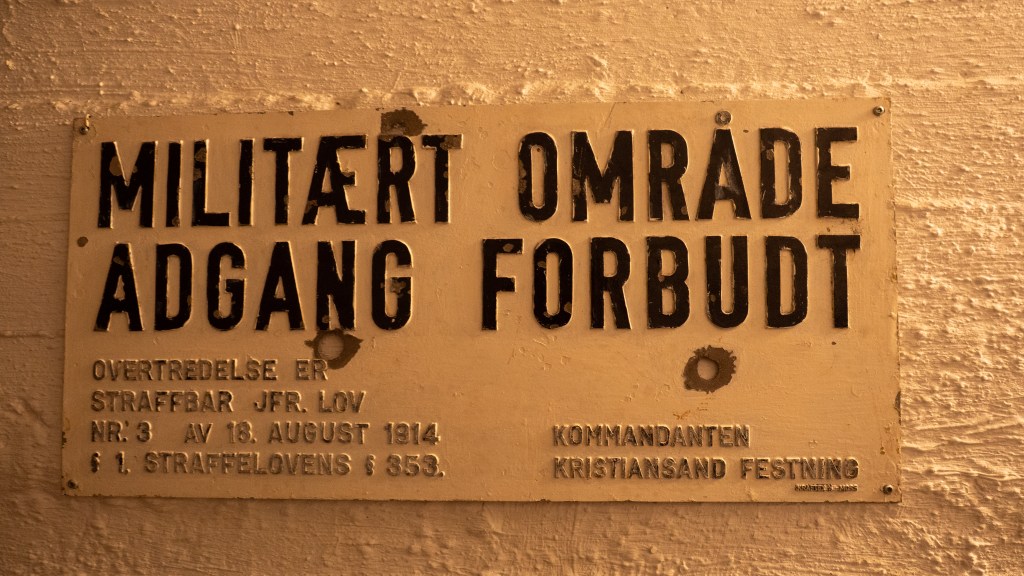 MILITÆRT OMRÅDE
ADGANG FORBUDT
OVERTREDELSE ER
STRAFFBAR JFR. LOV
NR. 3 AV 18. AUGUST 1914
§ 1. STRAFFELOVENS § 353.
KOMMANDANTEN
KRISTIANSAND FESTNING